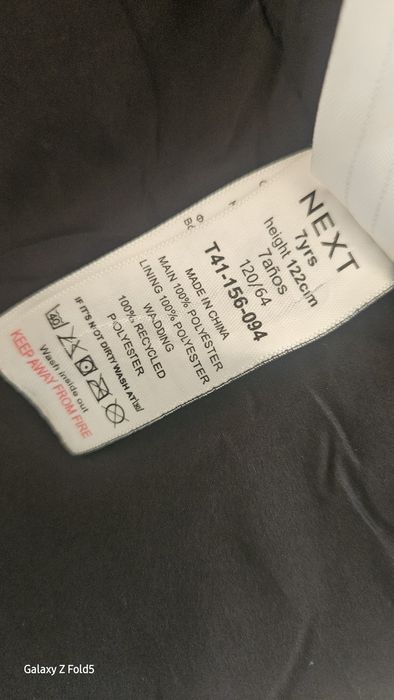 NEXT
7yrs
height 122cm
7años
120/64
T41-156-094
MADE IN CHINA
MAIN 100% POLYESTER
LINING 100% POLYESTER
WADDING
100% RECYCLED
POLYESTER
IF IT'S NOT DIRTY WASH AT
40
Wash inside out
KEEP AWAY FROM FIRE
Galaxy Z Fold5